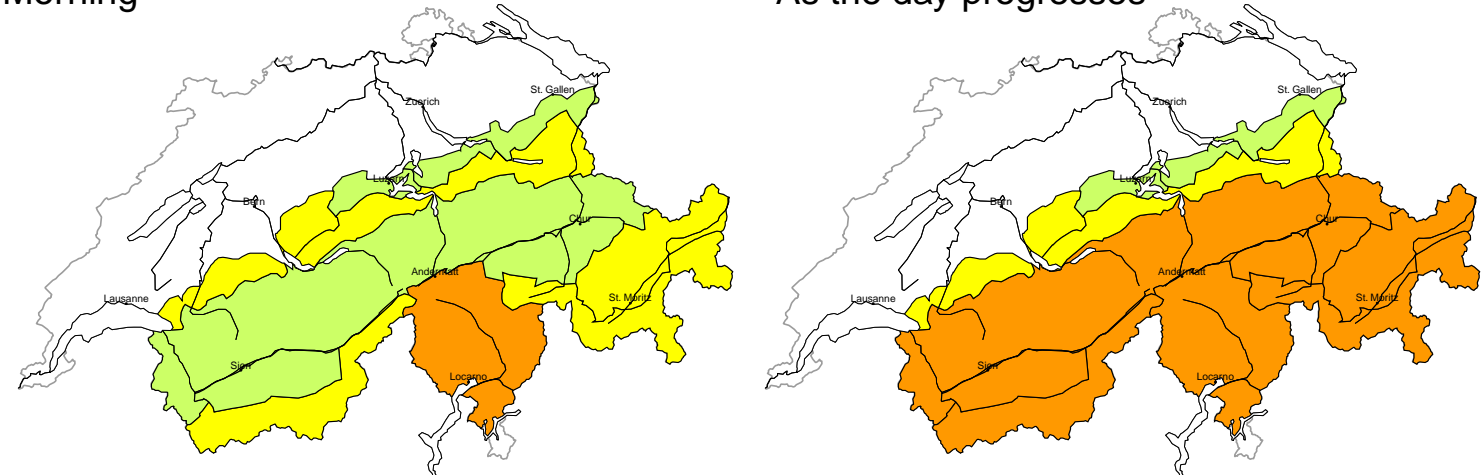 Morning
As the day progresses
St. Gallen
Zuerich
Luzern
Bern
Chur
Andermatt
Lausanne
St. Moritz
Sion
Locarno
St. Gallen
Zuerich
Luzern
Bern
Chur
Andermatt
Lausanne
St. Moritz
Sion
Locarno